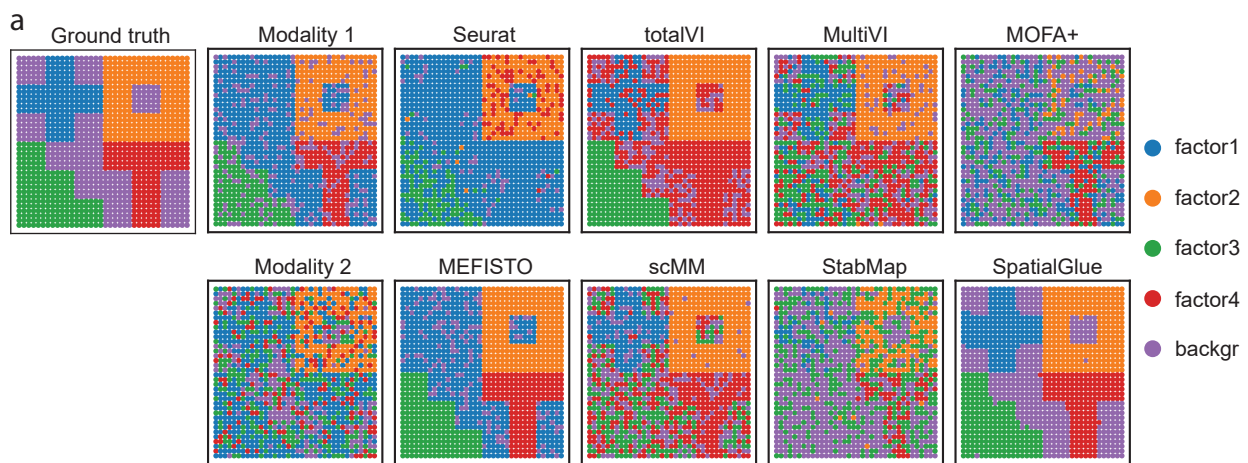 a
Ground truth
Modality 1
Seurat
totalVI
MultiVI
MOFA+
factor1
factor2
factor3
factor4
backgr
Modality 2
MEFISTO
scMM
StabMap
SpatialGlue